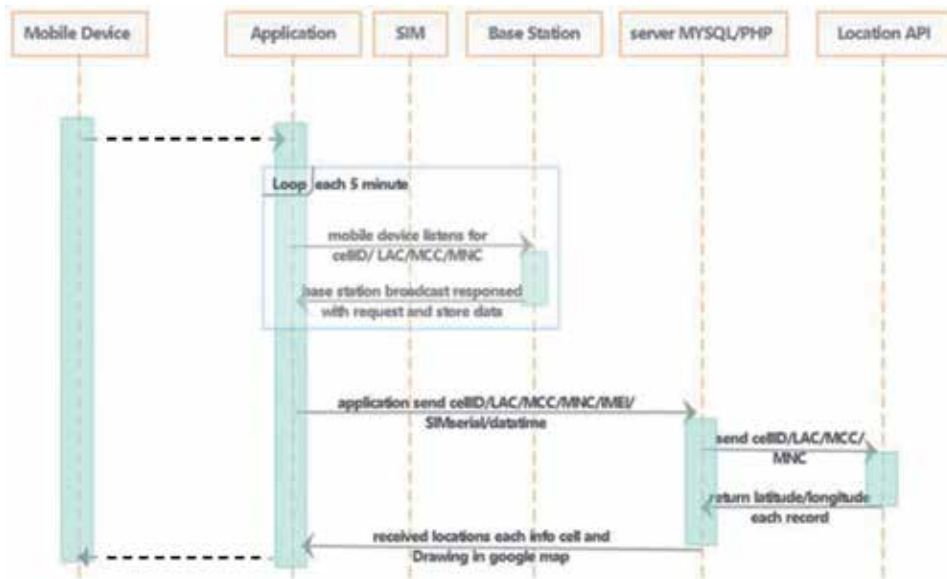 Mobile Device
Application
SIM
Base Station
server MYSQL/PHP
Location API
Loop
each 5 minute
mobile device listens for
cellID/ LAC/MCC/MNC
base station broadcast responsed
with request and store data
application send cellID/LAC/MCC/MNC/IMEI/
SIMserial/datatime
send cellID/LAC/MCC/
MNC
return latitude/longitude
each record
received locations each info cell and
Drawing in google map